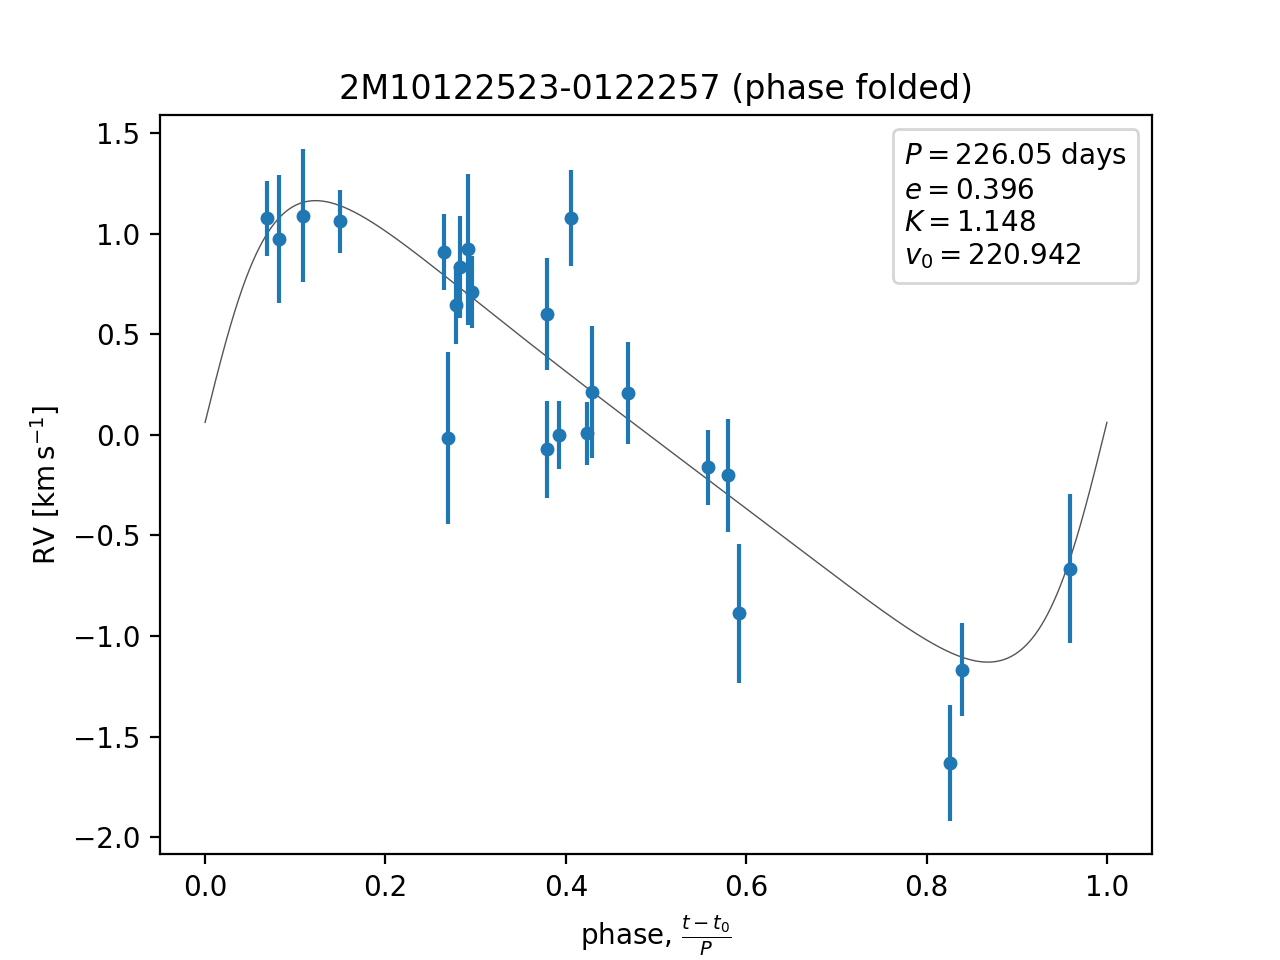 2M10122523-0122257 (phase folded)
P = 226.05 days
e = 0.396
K = 1.148
v₀ = 220.942
RV [km s⁻¹]
1.5
1.0
0.5
0.0
−0.5
−1.0
−1.5
−2.0
0.0 0.2 0.4 0.6 0.8 1.0
phase, (t − t₀)/P